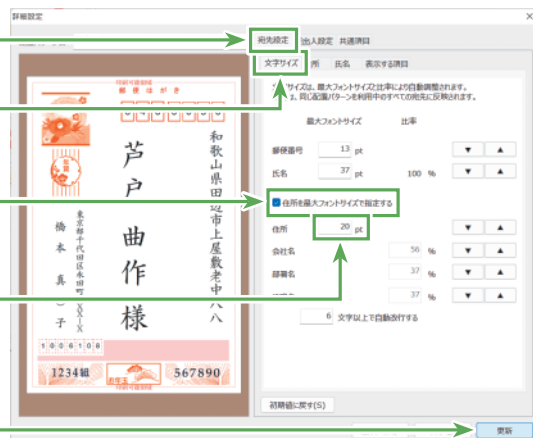 詳細設定
宛先設定
出人設定 共通項目
文字サイズ 所 氏名 表示する項目
サイズは、最大フォントサイズと比率により自動調整されます。
は、同じ配置パターンを利用中のすべての宛先に反映されます。
最大フォントサイズ 比率
郵便番号 13 pt ▼ ▲
氏名 37 pt 100 % ▼ ▲
住所を最大フォントサイズで指定する
住所 20 pt ▼ ▲
会社名 56 % ▼ ▲
部署名 37 % ▼ ▲
37 % ▼ ▲
6 文字以上で自動改行する
初期値に戻す(S)
更新
郵便はがき
和歌山県田辺市上屋敷老中八八
芦戸 曲作 様
東京都千代田区永田町
橋本 真
1006108
1234組
お年玉
567890